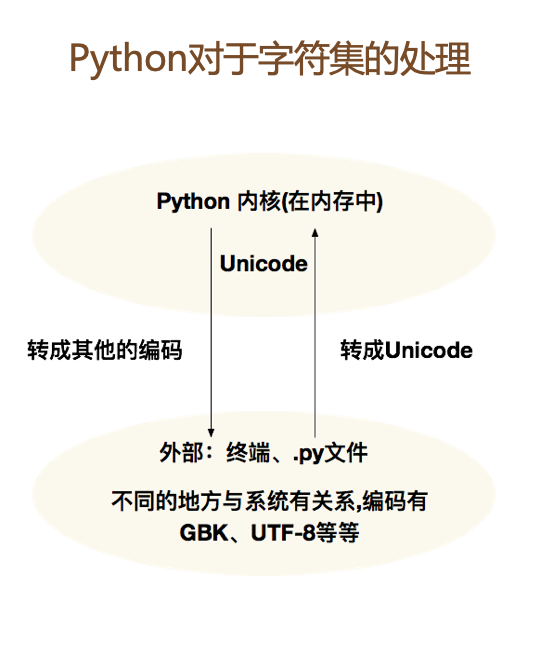 Python对于字符集的处理
Python 内核(在内存中)
Unicode
转成其他的编码
转成Unicode
外部：终端、.py文件
不同的地方与系统有关系,编码有
GBK、UTF-8等等